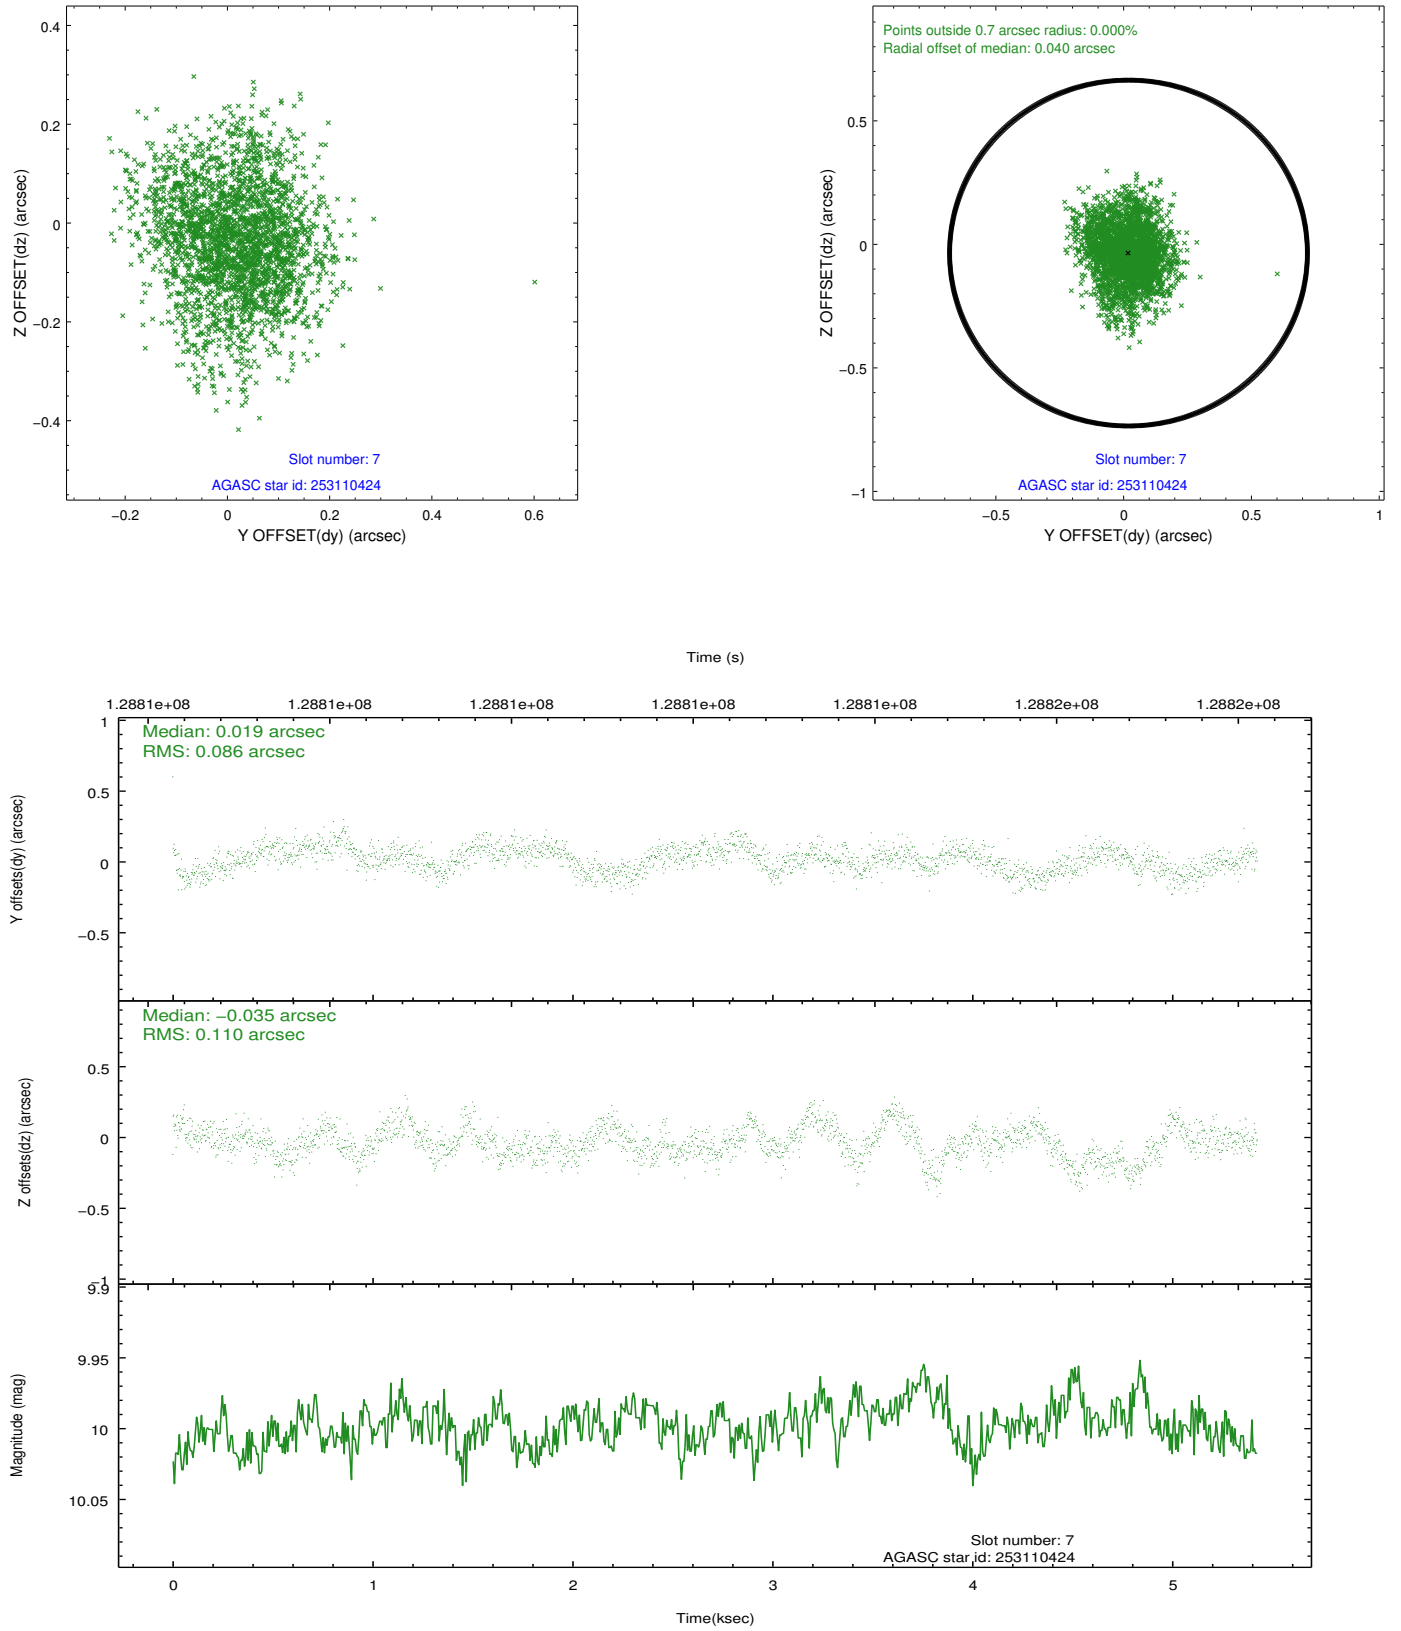 0.4
0.2
0
−0.2
−0.4
Z OFFSET(dz) (arcsec)
Slot number: 7
AGASC star id: 253110424
−0.2 0 0.2 0.4 0.6
Y OFFSET(dy) (arcsec)
Points outside 0.7 arcsec radius: 0.000%
Radial offset of median: 0.040 arcsec
0.5
0
−0.5
−1
Z OFFSET(dz) (arcsec)
Slot number: 7
AGASC star id: 253110424
−0.5 0 0.5 1
Y OFFSET(dy) (arcsec)
Time (s)
1.2881e+08 1.2881e+08 1.2881e+08 1.2881e+08 1.2881e+08 1.2882e+08 1.2882e+08
Median: 0.019 arcsec
RMS: 0.086 arcsec
1
0.5
0
−0.5
Y offsets(dy) (arcsec)
Median: −0.035 arcsec
RMS: 0.110 arcsec
0.5
0
−0.5
−1
Z offsets(dz) (arcsec)
9.9
9.95
10
10.05
Magnitude (mag)
Slot number: 7
AGASC star id: 253110424
0 1 2 3 4 5
Time(ksec)